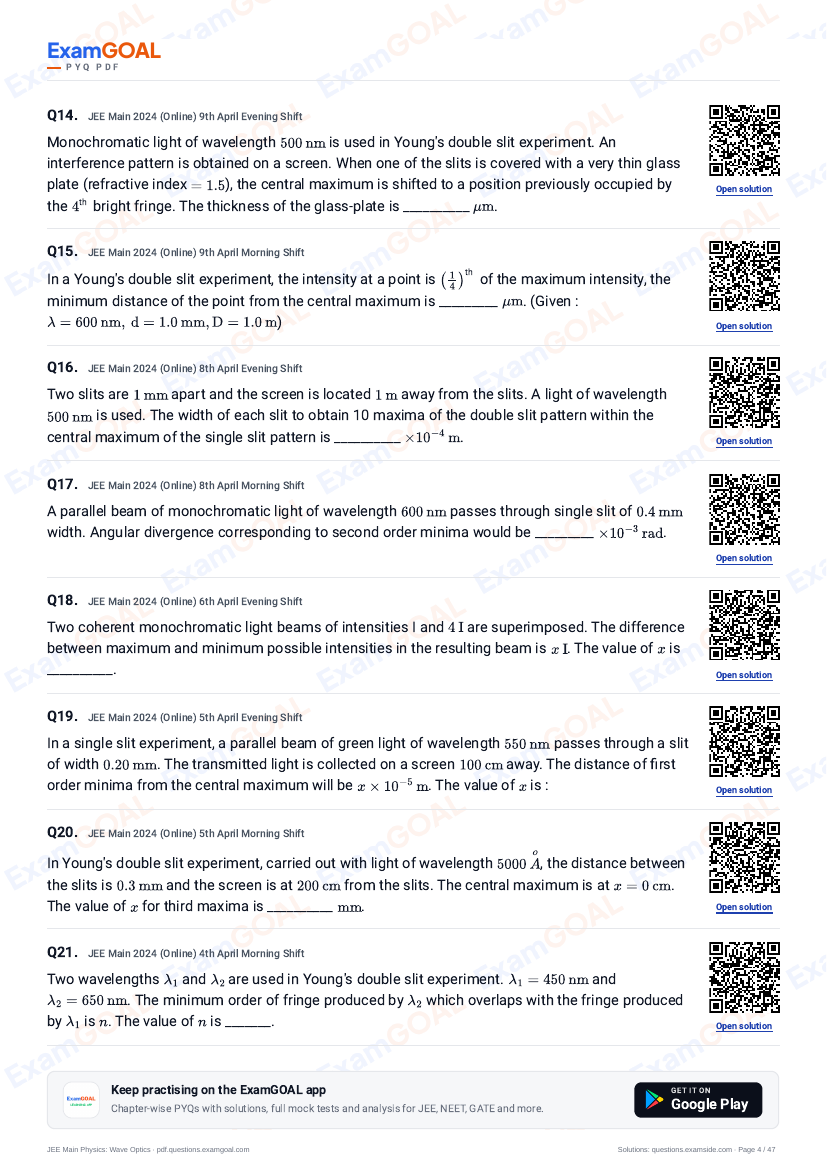 ExamGOAL
PYQ PDF
Q14. JEE Main 2024 (Online) 9th April Evening Shift
Monochromatic light of wavelength 500 nm is used in Young's double slit experiment. An
interference pattern is obtained on a screen. When one of the slits is covered with a very thin glass
plate (refractive index = 1.5), the central maximum is shifted to a position previously occupied by
the 4th bright fringe. The thickness of the glass-plate is __________ μm.
Open solution
Q15. JEE Main 2024 (Online) 9th April Morning Shift
In a Young's double slit experiment, the intensity at a point is (1/4)th of the maximum intensity, the
minimum distance of the point from the central maximum is _________ μm. (Given :
λ = 600 nm, d = 1.0 mm, D = 1.0 m)
Open solution
Q16. JEE Main 2024 (Online) 8th April Evening Shift
Two slits are 1 mm apart and the screen is located 1 m away from the slits. A light of wavelength
500 nm is used. The width of each slit to obtain 10 maxima of the double slit pattern within the
central maximum of the single slit pattern is __________ ×10⁻⁴ m.
Open solution
Q17. JEE Main 2024 (Online) 8th April Morning Shift
A parallel beam of monochromatic light of wavelength 600 nm passes through single slit of 0.4 mm
width. Angular divergence corresponding to second order minima would be _________ ×10⁻³ rad.
Open solution
Q18. JEE Main 2024 (Online) 6th April Evening Shift
Two coherent monochromatic light beams of intensities I and 4 I are superimposed. The difference
between maximum and minimum possible intensities in the resulting beam is x I. The value of x is
__________.
Open solution
Q19. JEE Main 2024 (Online) 5th April Evening Shift
In a single slit experiment, a parallel beam of green light of wavelength 550 nm passes through a slit
of width 0.20 mm. The transmitted light is collected on a screen 100 cm away. The distance of first
order minima from the central maximum will be x × 10⁻⁵ m. The value of x is :
Open solution
Q20. JEE Main 2024 (Online) 5th April Morning Shift
In Young's double slit experiment, carried out with light of wavelength 5000 Å, the distance between
the slits is 0.3 mm and the screen is at 200 cm from the slits. The central maximum is at x = 0 cm.
The value of x for third maxima is __________ mm.
Open solution
Q21. JEE Main 2024 (Online) 4th April Morning Shift
Two wavelengths λ₁ and λ₂ are used in Young's double slit experiment. λ₁ = 450 nm and
λ₂ = 650 nm. The minimum order of fringe produced by λ₂ which overlaps with the fringe produced
by λ₁ is n. The value of n is _______.
Open solution
ExamGOAL
Keep practising on the ExamGOAL app
Chapter-wise PYQs with solutions, full mock tests and analysis for JEE, NEET, GATE and more.
GET IT ON
Google Play
JEE Main Physics: Wave Optics · pdf.questions.examgoal.com
Solutions: questions.examside.com · Page 4 / 47